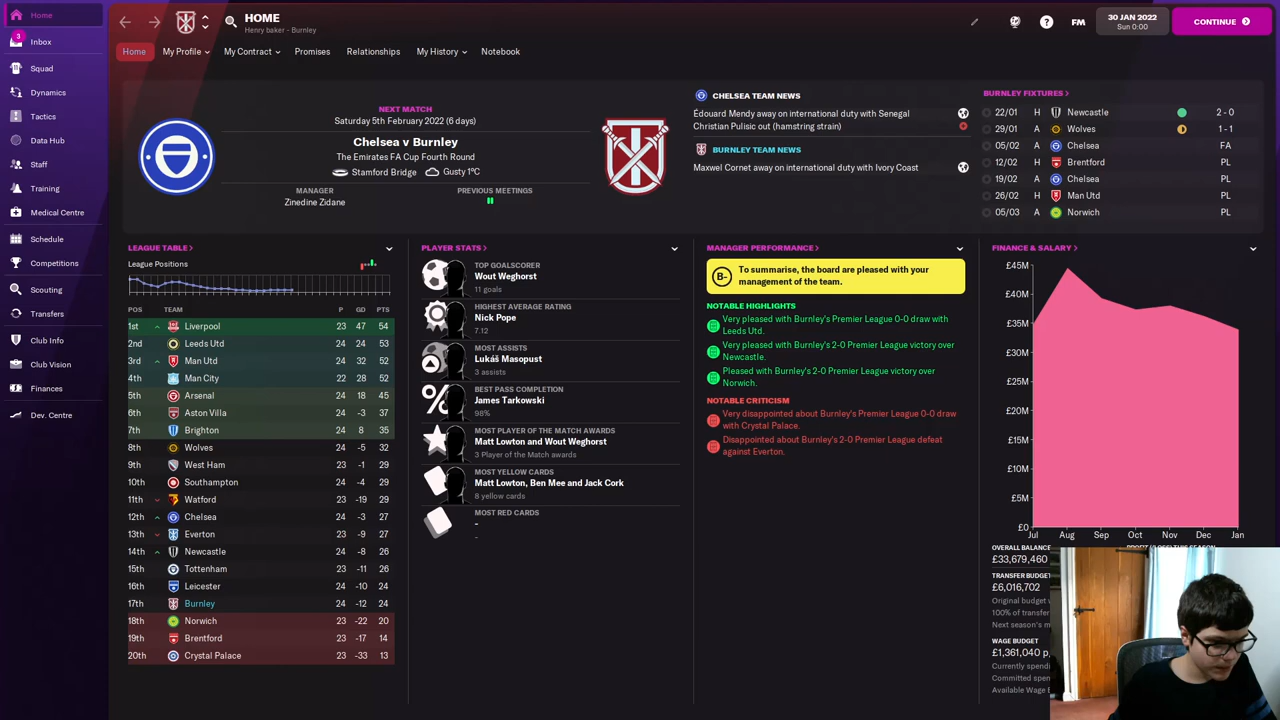 Home
HOME
Henry baker - Burnley
FM
30 JAN 2022
Sun 0:00
CONTINUE
3
Inbox
Squad
Dynamics
Tactics
Data Hub
Staff
Training
Medical Centre
Schedule
Competitions
Scouting
Transfers
Club Info
Club Vision
Finances
Dev. Centre
Home
My Profile
My Contract
Promises
Relationships
My History
Notebook
NEXT MATCH
Saturday 5th February 2022 (6 days)
Chelsea v Burnley
The Emirates FA Cup Fourth Round
Stamford Bridge
Gusty 1ºC
MANAGER
Zinedine Zidane
PREVIOUS MEETINGS
CHELSEA TEAM NEWS
Édouard Mendy away on international duty with Senegal
Christian Pulisic out (hamstring strain)
BURNLEY TEAM NEWS
Maxwel Cornet away on international duty with Ivory Coast
BURNLEY FIXTURES >
22/01 H Newcastle 2 - 0
29/01 A Wolves 1 - 1
05/02 A Chelsea FA
12/02 H Brentford PL
19/02 A Chelsea PL
26/02 H Man Utd PL
05/03 A Norwich PL
LEAGUE TABLE >
League Positions
POS TEAM P GD PTS
1st Liverpool 23 47 54
2nd Leeds Utd 24 24 53
3rd Man Utd 24 32 52
4th Man City 22 28 52
5th Arsenal 24 18 45
6th Aston Villa 24 -3 37
7th Brighton 24 8 35
8th Wolves 24 -5 32
9th West Ham 23 -1 29
10th Southampton 24 -4 29
11th Watford 23 -19 29
12th Chelsea 24 -3 27
13th Everton 23 -9 27
14th Newcastle 24 -8 26
15th Tottenham 23 -11 26
16th Leicester 24 -10 24
17th Burnley 24 -12 24
18th Norwich 23 -22 20
19th Brentford 23 -17 14
20th Crystal Palace 23 -33 13
PLAYER STATS >
TOP GOALSCORER
Wout Weghorst
11 goals
HIGHEST AVERAGE RATING
Nick Pope
7.12
MOST ASSISTS
Lukáš Masopust
3 assists
BEST PASS COMPLETION
James Tarkowski
98%
MOST PLAYER OF THE MATCH AWARDS
Matt Lowton and Wout Weghorst
3 Player of the Match awards
MOST YELLOW CARDS
Matt Lowton, Ben Mee and Jack Cork
8 yellow cards
MOST RED CARDS
-
-
MANAGER PERFORMANCE >
B-
To summarise, the board are pleased with your
management of the team.
NOTABLE HIGHLIGHTS
Very pleased with Burnley's Premier League 0-0 draw with
Leeds Utd.
Very pleased with Burnley's 2-0 Premier League victory over
Newcastle.
Pleased with Burnley's 2-0 Premier League victory over
Norwich.
NOTABLE CRITICISM
Very disappointed about Burnley's Premier League 0-0 draw
with Crystal Palace.
Disappointed about Burnley's 2-0 Premier League defeat
against Everton.
FINANCE & SALARY >
£45M
£40M
£35M
£30M
£25M
£20M
£15M
£10M
£5M
£0
Jul Aug Sep Oct Nov Dec Jan
OVERALL BALANCE
£33,679,460
TRANSFER BUDGET
£6,016,702
Original budget
100% of transfer
Next season's
WAGE BUDGET
£1,361,040 p
Currently
Committed
Available Wage